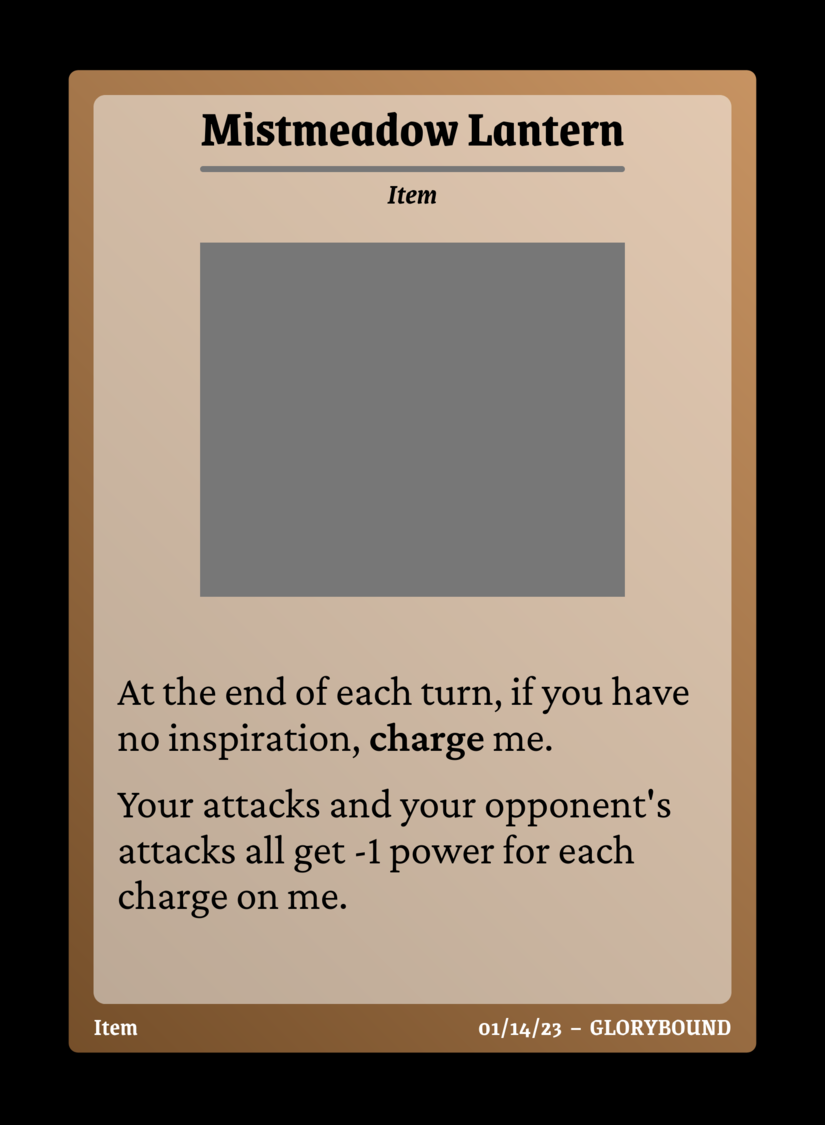 Mistmeadow Lantern
Item
At the end of each turn, if you have
no inspiration, charge me.
Your attacks and your opponent's
attacks all get -1 power for each
charge on me.
Item
01/14/23 – GLORYBOUND